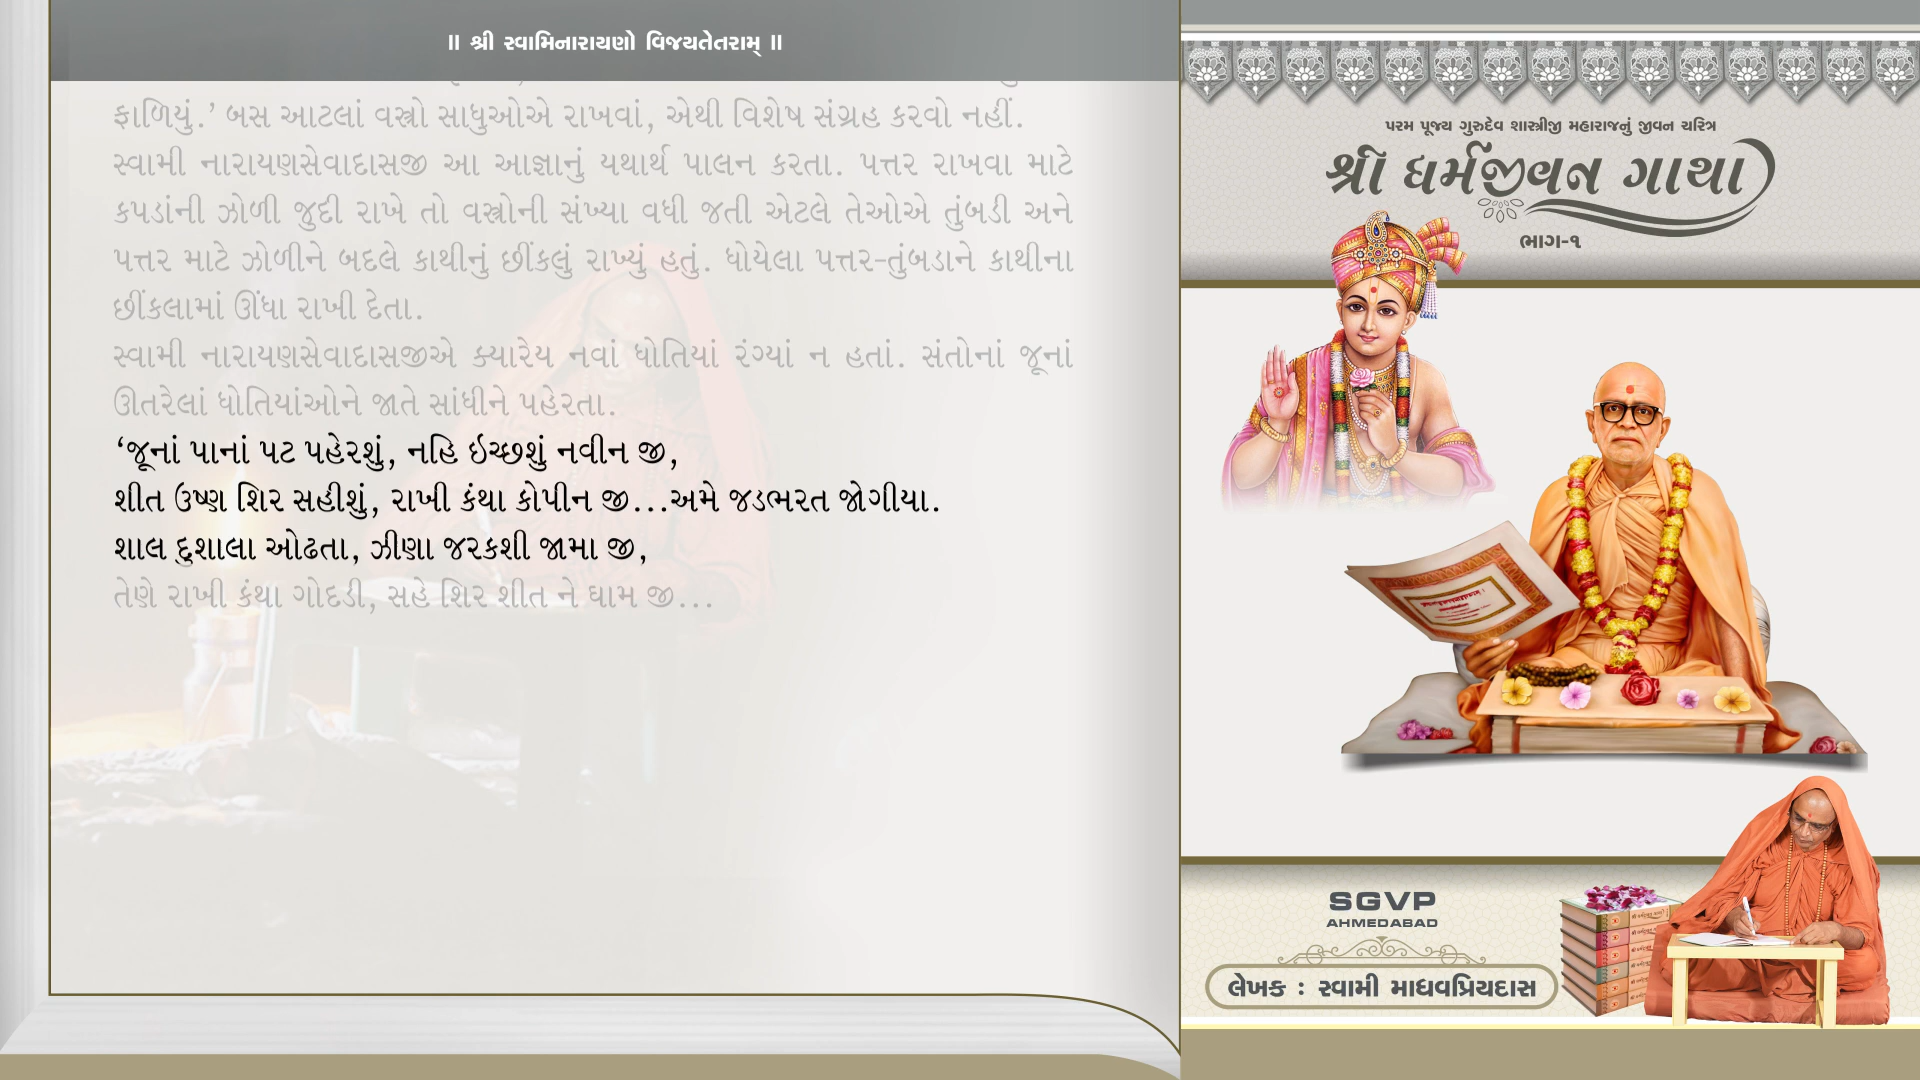 ॥ શ્રી સ્વામિનારાયણો વિજયતેતરામ્ ॥
ફાળિયું.’ બસ આટલાં વસ્ત્રો સાધુઓએ રાખવાં, એથી વિશેષ સંગ્રહ કરવો નહીં.
સ્વામી નારાયણસેવાદાસજી આ આજ્ઞાનું યથાર્થ પાલન કરતા. પત્તર રાખવા માટે
કપડાંની ઝોળી જુદી રાખે તો વસ્ત્રોની સંખ્યા વધી જતી એટલે તેઓએ તુંબડી અને
પત્તર માટે ઝોળીને બદલે કાથીનું છીંકલું રાખ્યું હતું. ધોયેલા પત્તર-તુંબડાને કાથીના
છીંકલામાં ઊંધા રાખી દેતા.
સ્વામી નારાયણસેવાદાસજીએ ક્યારેય નવાં ધોતિયાં રંગ્યાં ન હતાં. સંતોનાં જૂનાં
ઊતરેલાં ધોતિયાંઓને જાતે સાંધીને પહેરતા.
‘જૂનાં પાનાં પટ પહેરશું, નહિ ઇચ્છશું નવીન જી,
શીત ઉષ્ણ શિર સહીશું, રાખી કંથા કોપીન જી...અમે જડભરત જોગીયા.
શાલ દુશાલા ઓઢતા, ઝીણા જરકશી જામા જી,
તેણે રાખી કંથા ગોદડી, સહે શિર શીત ને ઘામ જી...
પરમ પૂજ્ય ગુરુદેવ શાસ્ત્રીજી મહારાજનું જીવન ચરિત્ર
શ્રી ધર્મજીવન ગાથા
ભાગ-૧
SGVP
AHMEDABAD
લેખક : સ્વામી માધવપ્રિયદાસ